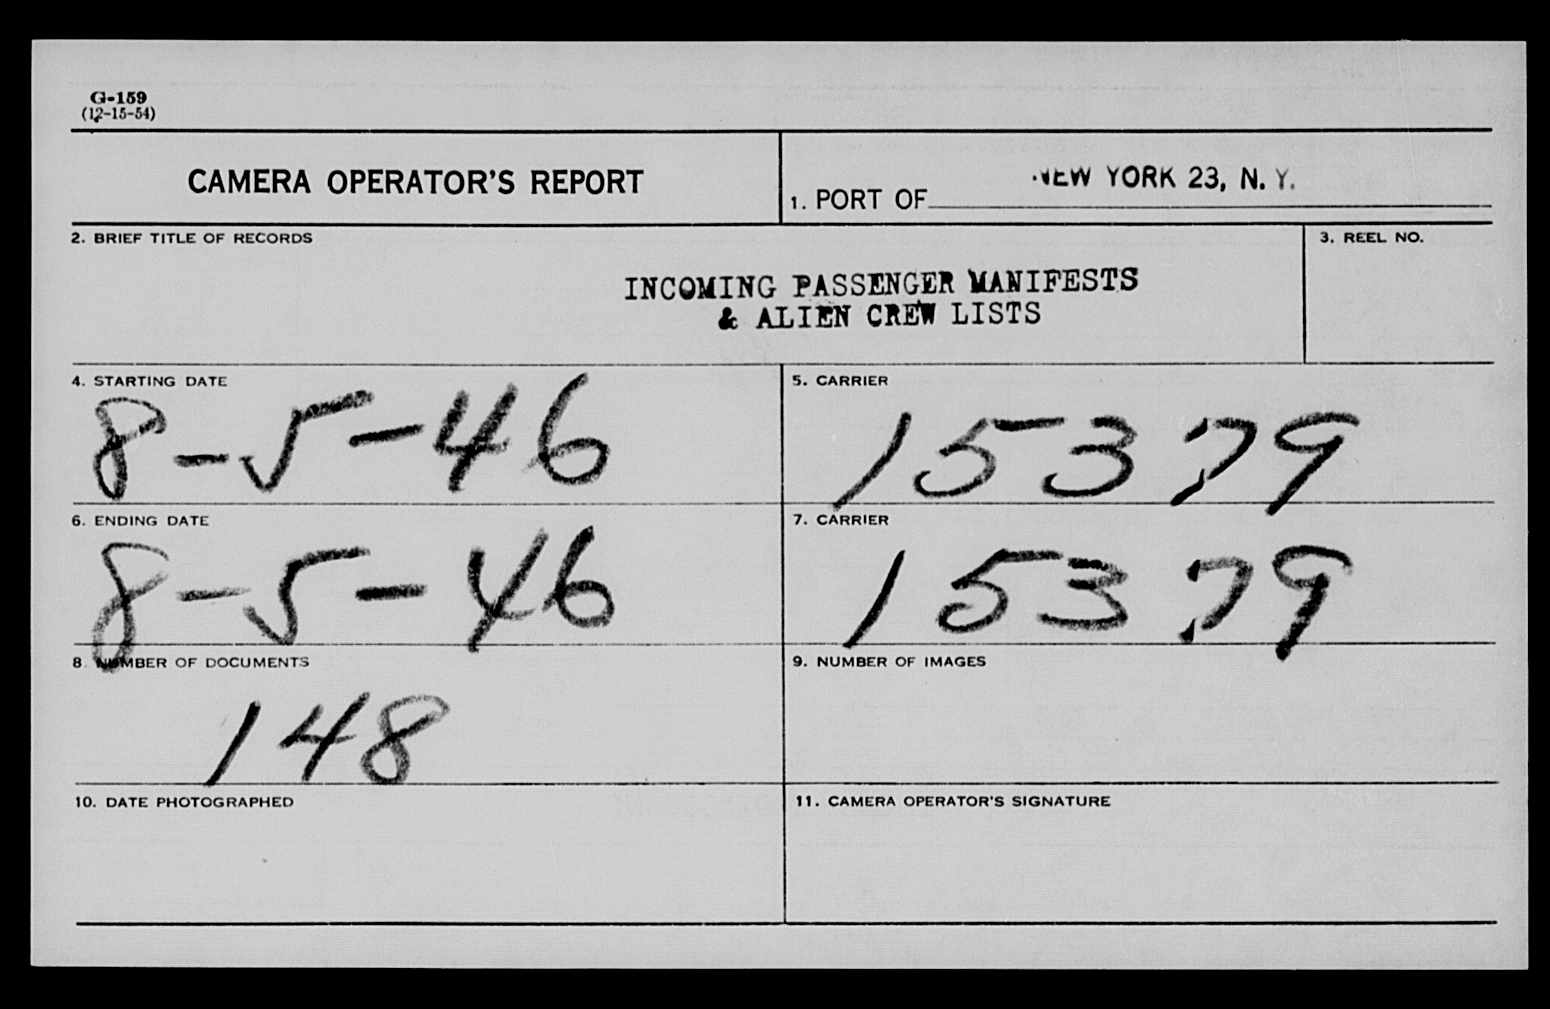 G-159
(12-15-54)
CAMERA OPERATOR'S REPORT
1. PORT OF NEW YORK 23, N. Y.
2. BRIEF TITLE OF RECORDS
INCOMING PASSENGER MANIFESTS
& ALIEN CREW LISTS
3. REEL NO.
4. STARTING DATE
8-5-46
5. CARRIER
15379
6. ENDING DATE
8-5-46
7. CARRIER
15379
8. NUMBER OF DOCUMENTS
148
9. NUMBER OF IMAGES
10. DATE PHOTOGRAPHED
11. CAMERA OPERATOR'S SIGNATURE